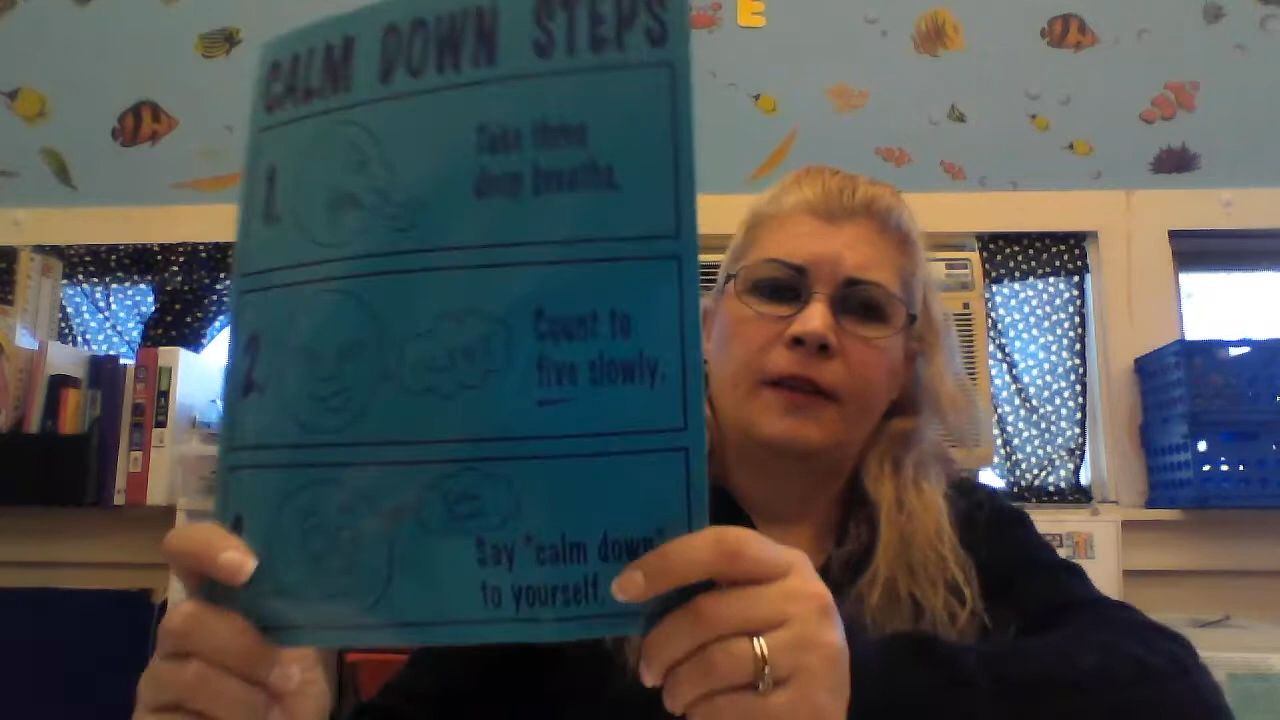 E
CALM DOWN STEPS
1.
Take three
deep breaths.
2.
Count to
five slowly.
Say "calm down"
to yourself.